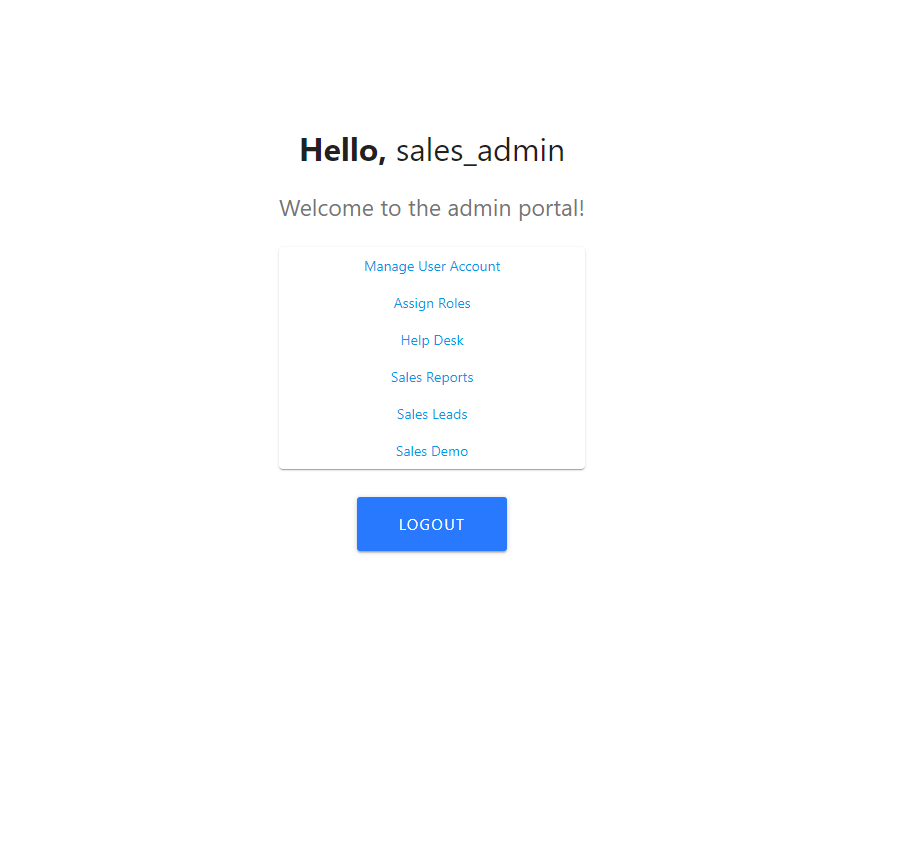 Hello, sales_admin
Welcome to the admin portal!
Manage User Account
Assign Roles
Help Desk
Sales Reports
Sales Leads
Sales Demo
LOGOUT